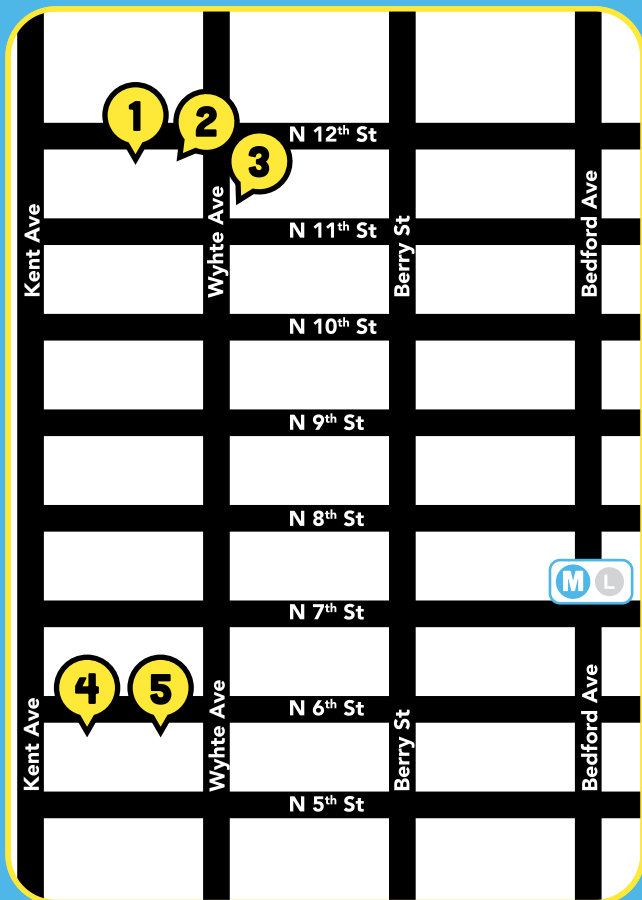 1
2
N 12th St
3
Kent Ave
Wyhte Ave
N 11th St
Berry St
Bedford Ave
N 10th St
N 9th St
N 8th St
M L
N 7th St
4
5
Kent Ave
Wyhte Ave
N 6th St
Berry St
Bedford Ave
N 5th St